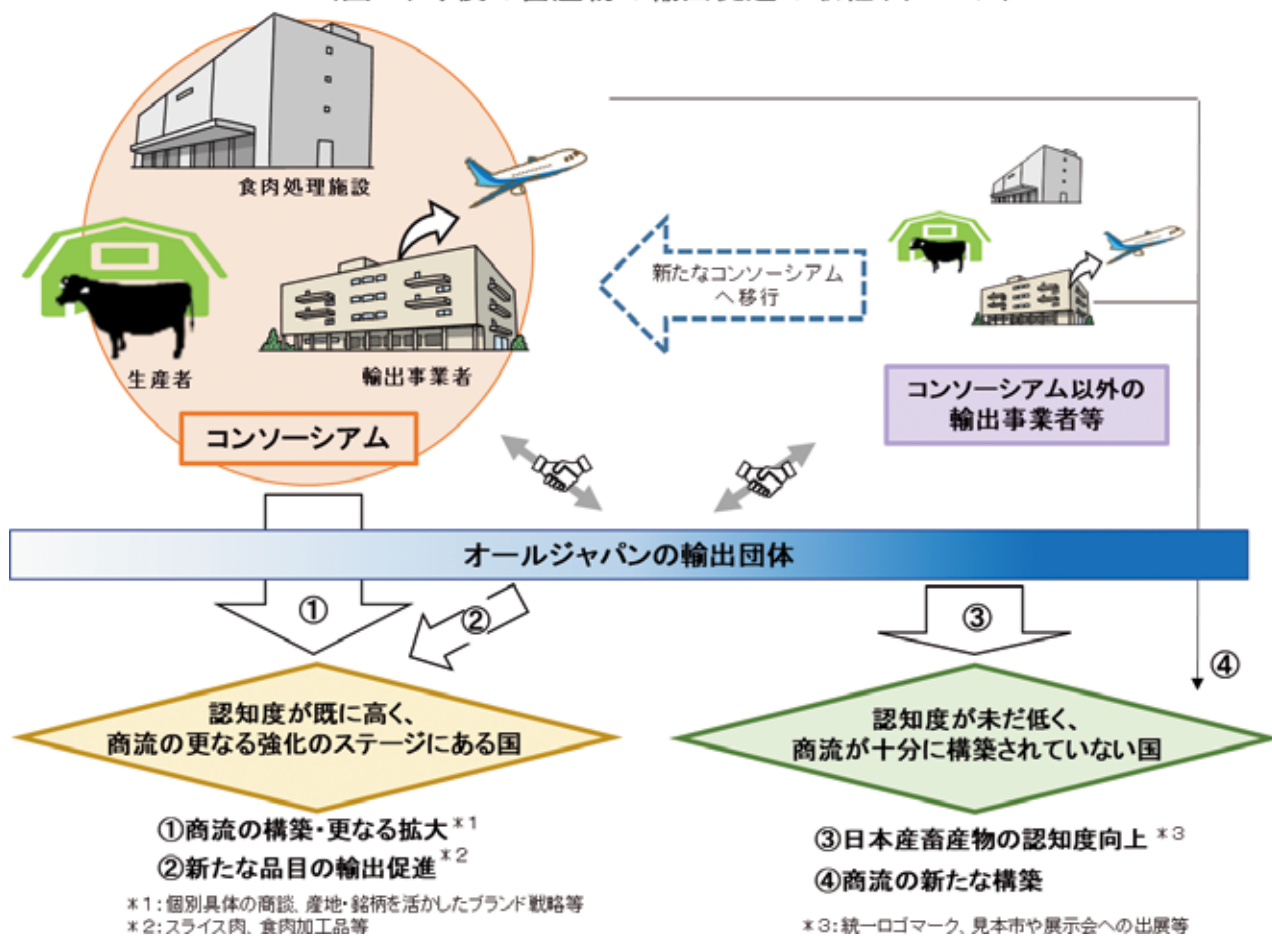 食肉処理施設
生産者
輸出事業者
コンソーシアム
新たなコンソーシアム
へ移行
コンソーシアム以外の
輸出事業者等
オールジャパンの輸出団体
①
②
③
④
認知度が既に高く、
商流の更なる強化のステージにある国
認知度が未だ低く、
商流が十分に構築されていない国
①商流の構築・更なる拡大*1
②新たな品目の輸出促進*2
*1:個別具体の商談、産地・銘柄を活かしたブランド戦略等
*2:スライス肉、食肉加工品等
③日本産畜産物の認知度向上*3
④商流の新たな構築
*3:統一ロゴマーク、見本市や展示会への出展等